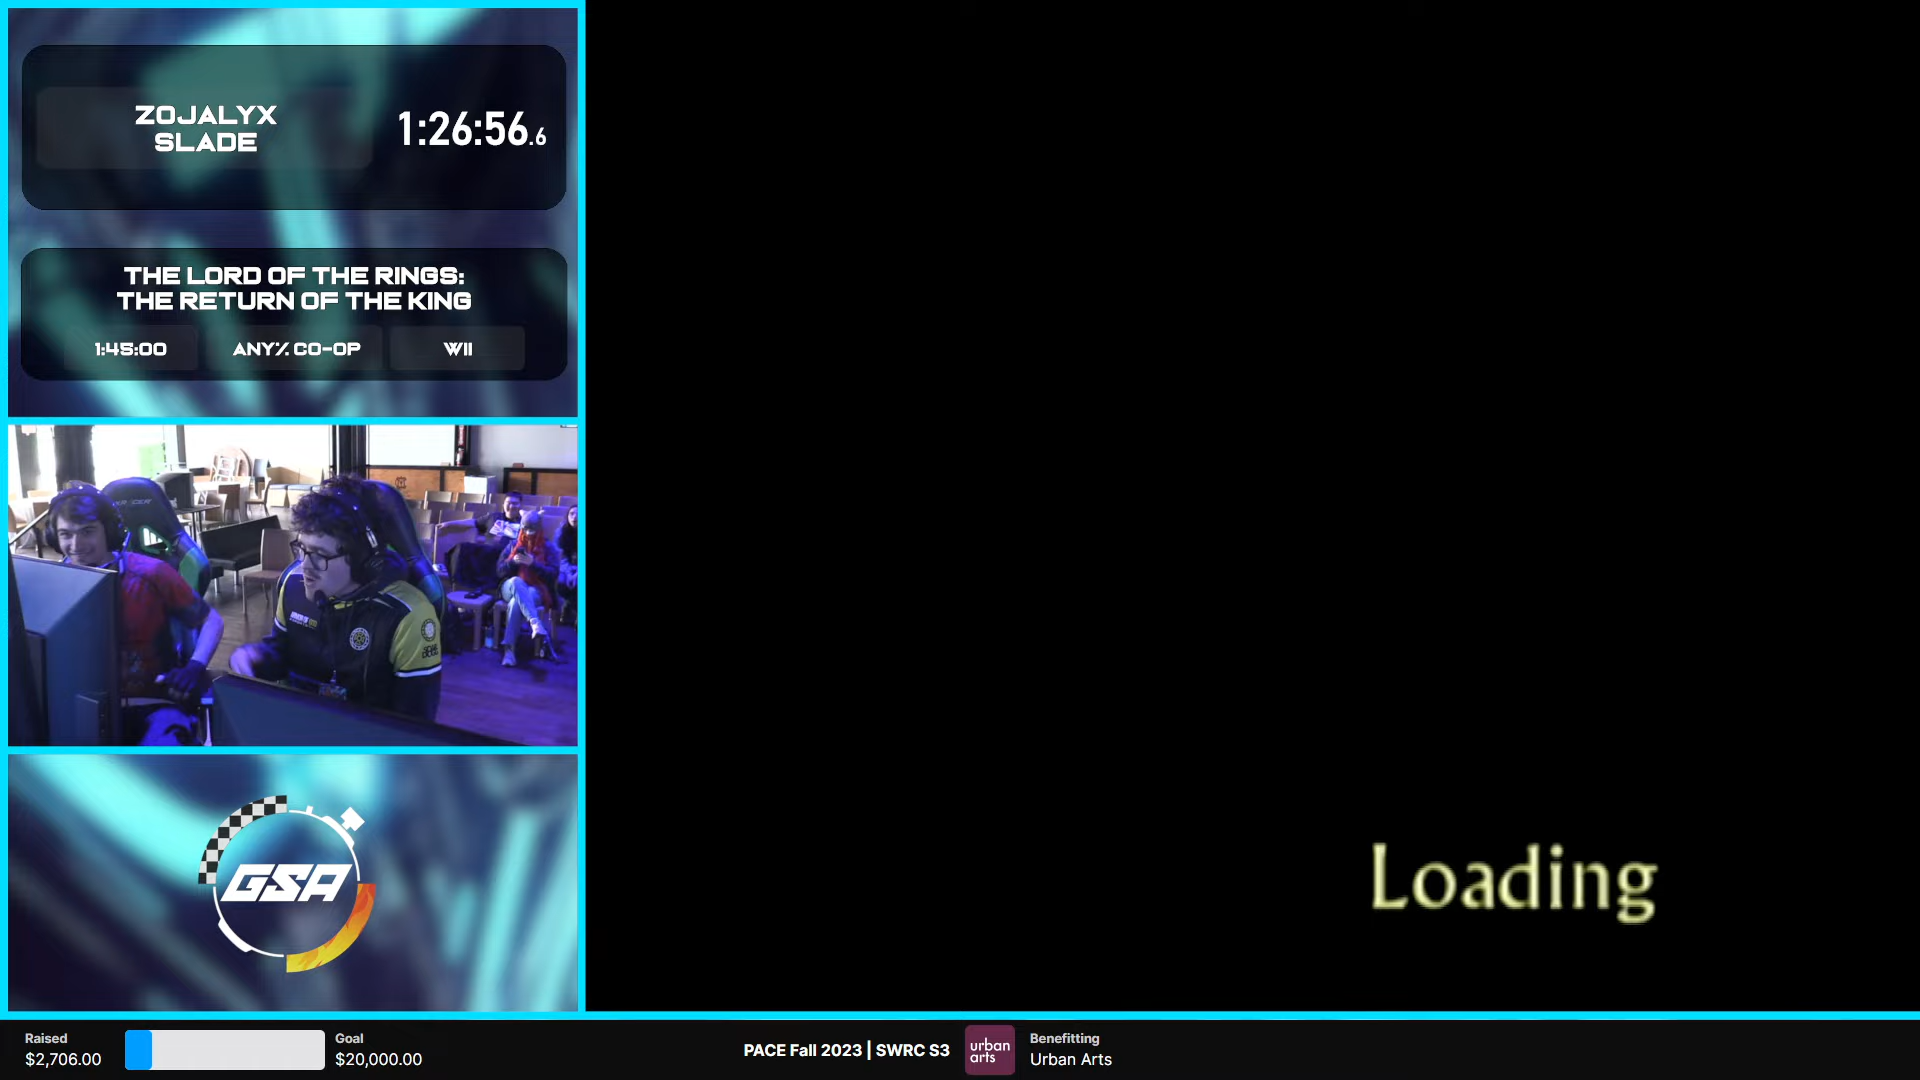 ZOJALYX
SLADE
1:26:56.6
THE LORD OF THE RINGS:
THE RETURN OF THE KING
1:45:00
ANY% CO-OP
WII
GSA
Loading
Raised
$2,706.00
Goal
$20,000.00
PACE Fall 2023 | SWRC S3
urban
arts
Benefitting
Urban Arts